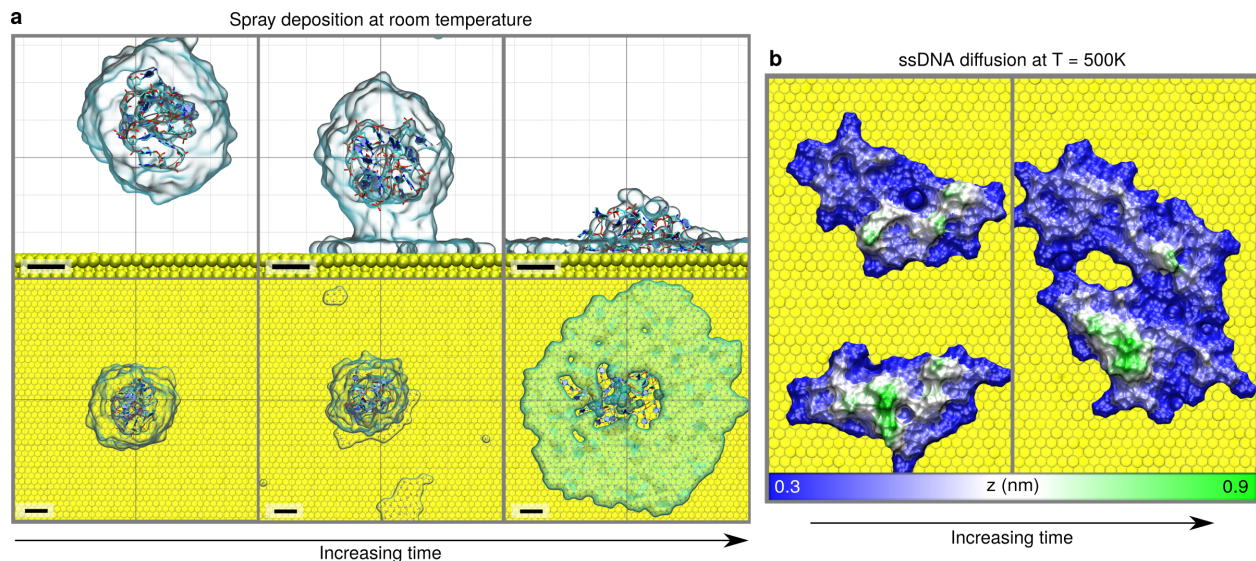 a
Spray deposition at room temperature
Increasing time
b
ssDNA diffusion at T = 500K
0.3 z (nm) 0.9
Increasing time